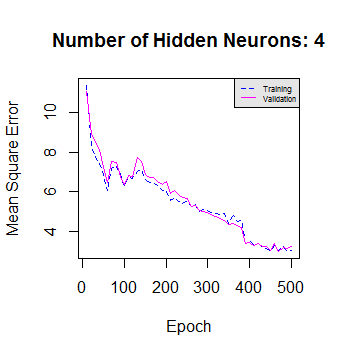 Number of Hidden Neurons: 4
Training
Validation
Mean Square Error
10
8
6
4
0 100 200 300 400 500
Epoch